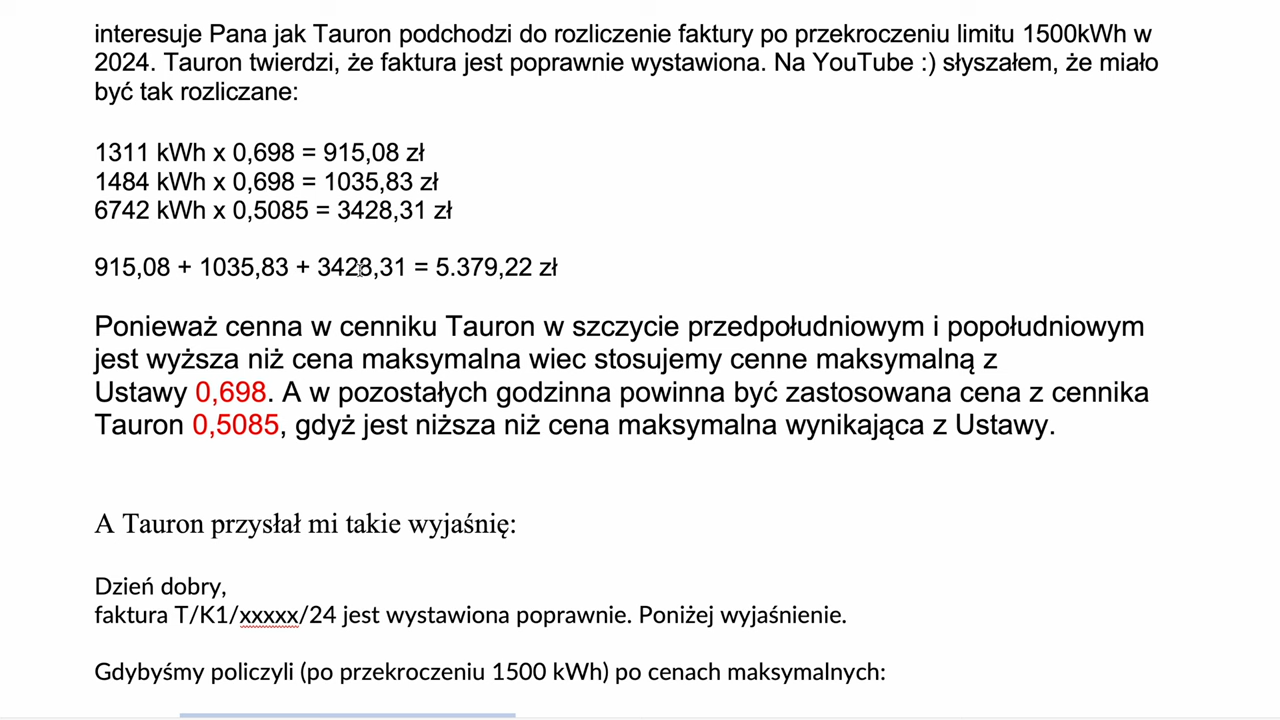 interesuje Pana jak Tauron podchodzi do rozliczenie faktury po przekroczeniu limitu 1500kWh w
2024. Tauron twierdzi, że faktura jest poprawnie wystawiona. Na YouTube :) słyszałem, że miało
być tak rozliczane:
1311 kWh x 0,698 = 915,08 zł
1484 kWh x 0,698 = 1035,83 zł
6742 kWh x 0,5085 = 3428,31 zł
915,08 + 1035,83 + 3428,31 = 5.379,22 zł
Ponieważ cenna w cenniku Tauron w szczycie przedpołudniowym i popołudniowym
jest wyższa niż cena maksymalna wiec stosujemy cenne maksymalną z
Ustawy 0,698. A w pozostałych godzinna powinna być zastosowana cena z cennika
Tauron 0,5085, gdyż jest niższa niż cena maksymalna wynikająca z Ustawy.
A Tauron przysłał mi takie wyjaśnię:
Dzień dobry,
faktura T/K1/xxxxx/24 jest wystawiona poprawnie. Poniżej wyjaśnienie.
Gdybyśmy policzyli (po przekroczeniu 1500 kWh) po cenach maksymalnych: